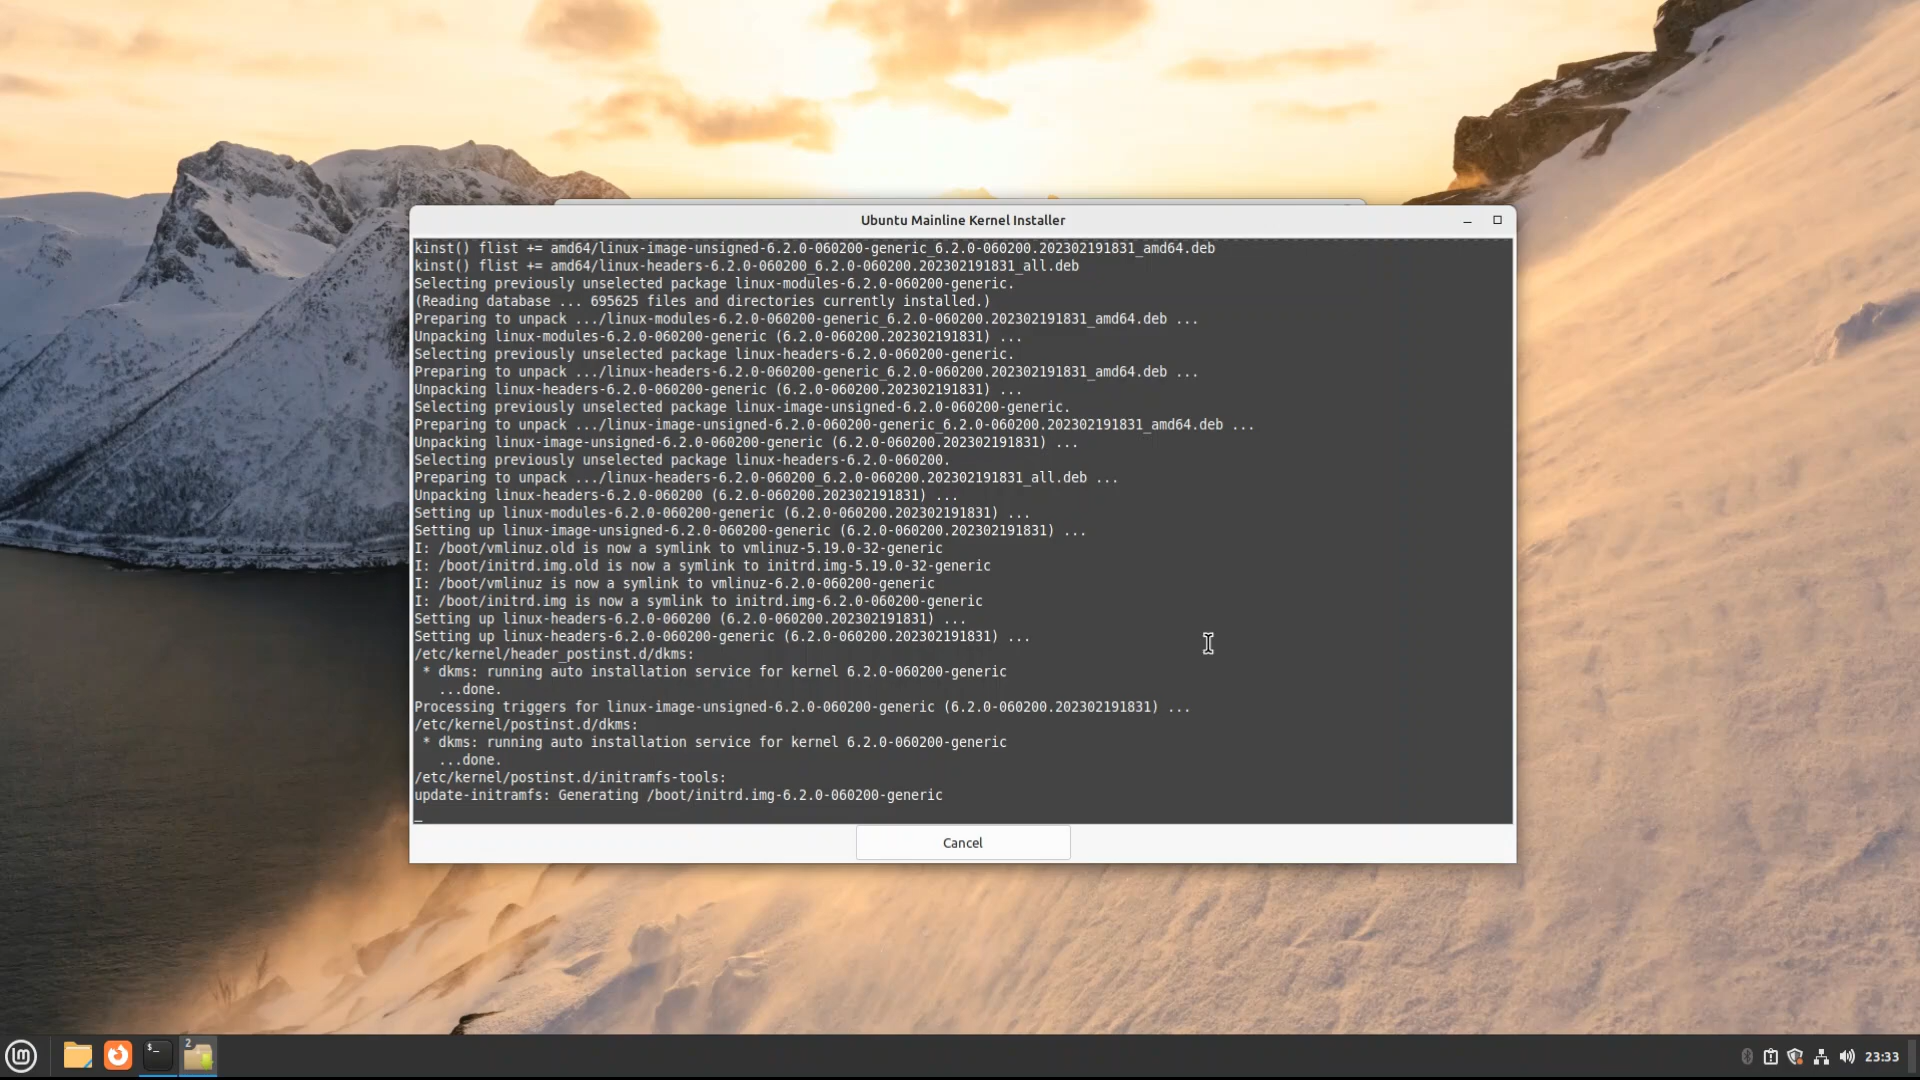 Ubuntu Mainline Kernel Installer
kinst() flist += amd64/linux-image-unsigned-6.2.0-060200-generic_6.2.0-060200.202302191831_amd64.deb
kinst() flist += amd64/linux-headers-6.2.0-060200_6.2.0-060200.202302191831_all.deb
Selecting previously unselected package linux-modules-6.2.0-060200-generic.
(Reading database ... 695625 files and directories currently installed.)
Preparing to unpack .../linux-modules-6.2.0-060200-generic_6.2.0-060200.202302191831_amd64.deb ...
Unpacking linux-modules-6.2.0-060200-generic (6.2.0-060200.202302191831) ...
Selecting previously unselected package linux-headers-6.2.0-060200-generic.
Preparing to unpack .../linux-headers-6.2.0-060200-generic_6.2.0-060200.202302191831_amd64.deb ...
Unpacking linux-headers-6.2.0-060200-generic (6.2.0-060200.202302191831) ...
Selecting previously unselected package linux-image-unsigned-6.2.0-060200-generic.
Preparing to unpack .../linux-image-unsigned-6.2.0-060200-generic_6.2.0-060200.202302191831_amd64.deb ...
Unpacking linux-image-unsigned-6.2.0-060200-generic (6.2.0-060200.202302191831) ...
Selecting previously unselected package linux-headers-6.2.0-060200.
Preparing to unpack .../linux-headers-6.2.0-060200_6.2.0-060200.202302191831_all.deb ...
Unpacking linux-headers-6.2.0-060200 (6.2.0-060200.202302191831) ...
Setting up linux-modules-6.2.0-060200-generic (6.2.0-060200.202302191831) ...
Setting up linux-image-unsigned-6.2.0-060200-generic (6.2.0-060200.202302191831) ...
I: /boot/vmlinuz.old is now a symlink to vmlinuz-5.19.0-32-generic
I: /boot/initrd.img.old is now a symlink to initrd.img-5.19.0-32-generic
I: /boot/vmlinuz is now a symlink to vmlinuz-6.2.0-060200-generic
I: /boot/initrd.img is now a symlink to initrd.img-6.2.0-060200-generic
Setting up linux-headers-6.2.0-060200 (6.2.0-060200.202302191831) ...
Setting up linux-headers-6.2.0-060200-generic (6.2.0-060200.202302191831) ...
/etc/kernel/header_postinst.d/dkms:
* dkms: running auto installation service for kernel 6.2.0-060200-generic
...done.
Processing triggers for linux-image-unsigned-6.2.0-060200-generic (6.2.0-060200.202302191831) ...
/etc/kernel/postinst.d/dkms:
* dkms: running auto installation service for kernel 6.2.0-060200-generic
...done.
/etc/kernel/postinst.d/initramfs-tools:
update-initramfs: Generating /boot/initrd.img-6.2.0-060200-generic
Cancel
$_
2
23:33